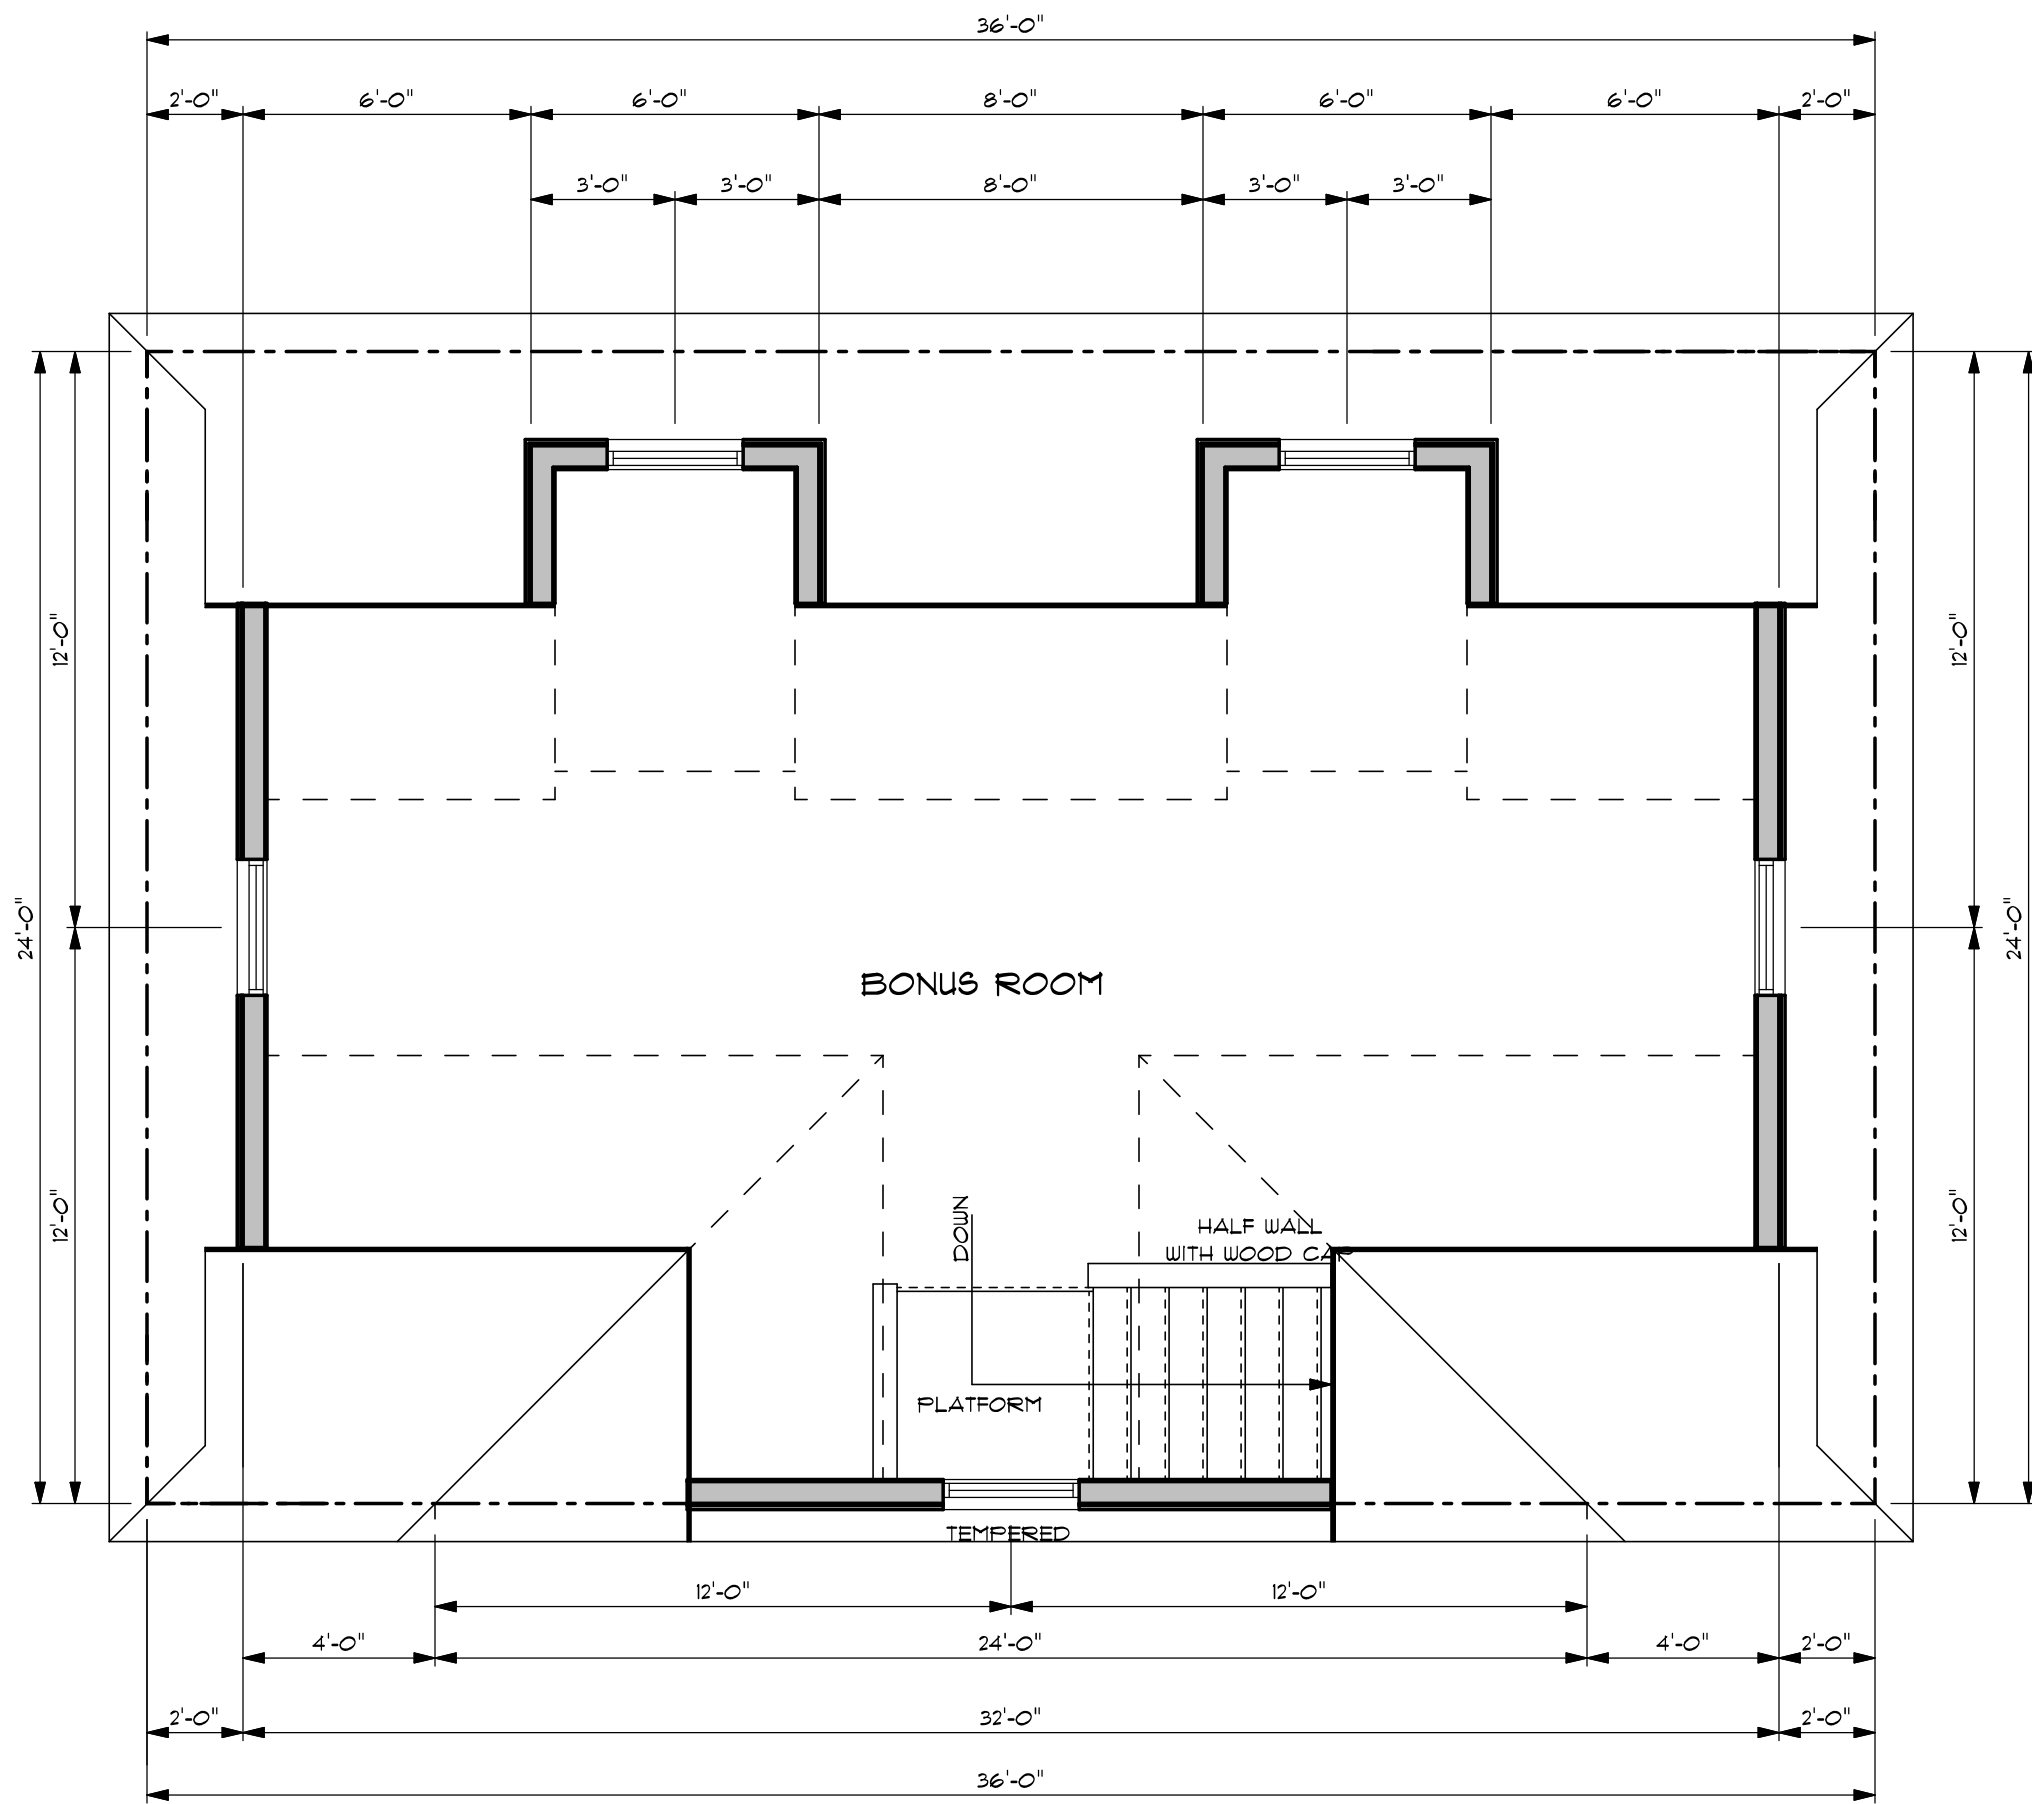 36'-0"
2'-0" 6'-0" 6'-0" 8'-0" 6'-0" 6'-0" 2'-0"
3'-0" 3'-0" 8'-0" 3'-0" 3'-0"
12'-0" 12'-0"
24'-0" 24'-0"
BONUS ROOM
12'-0" 12'-0"
DOWN
HALF WALL
WITH WOOD CAP
PLATFORM
TEMPERED
12'-0" 12'-0"
4'-0" 24'-0" 4'-0" 2'-0"
2'-0" 32'-0" 2'-0"
36'-0"